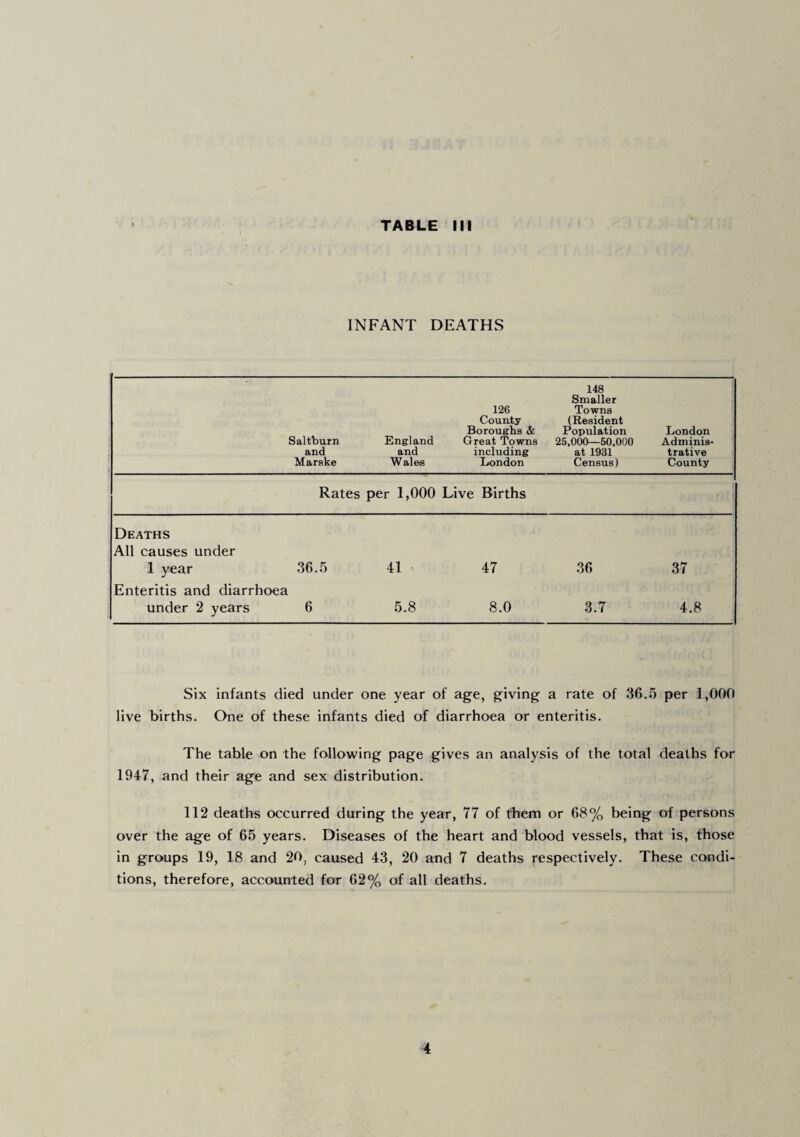 TABLE III
INFANT DEATHS
148
Smaller
126 Towns
County (Resident
Boroughs & Population London
Saltburn England Great Towns 25,000—50,000 Adminis-
and and including at 1931 trative
Marske Wales London Census) County
Rates per 1,000 Live Births
DEATHS
All causes under
1 year 36.5 41 47 36 37
Enteritis and diarrhoea
under 2 years 6 5.8 8.0 3.7 4.8
Six infants died under one year of age, giving a rate of 36.5 per 1,000
live births. One of these infants died of diarrhoea or enteritis.
The table on the following page gives an analysis of the total deaths for
1947, and their age and sex distribution.
112 deaths occurred during the year, 77 of them or 68% being of persons
over the age of 65 years. Diseases of the heart and blood vessels, that is, those
in groups 19, 18 and 20, caused 43, 20 and 7 deaths respectively. These condi-
tions, therefore, accounted for 62% of all deaths.
4